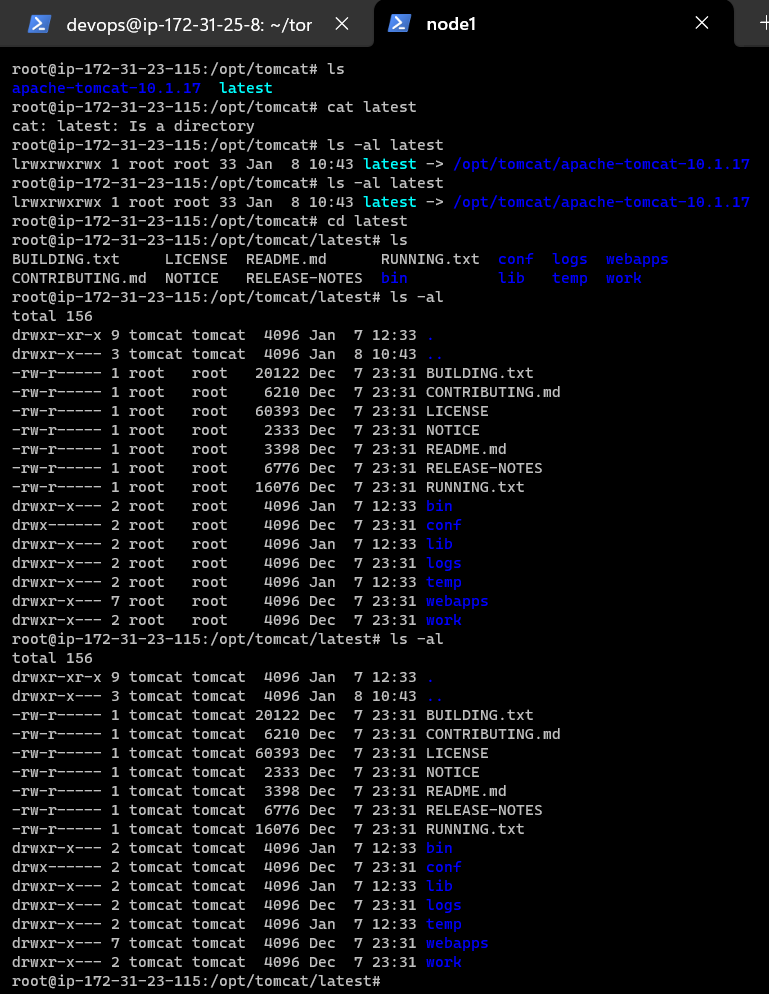 devops@ip-172-31-25-8: ~/tor
node1
root@ip-172-31-23-115:/opt/tomcat# ls
apache-tomcat-10.1.17  latest
root@ip-172-31-23-115:/opt/tomcat# cat latest
cat: latest: Is a directory
root@ip-172-31-23-115:/opt/tomcat# ls -al latest
lrwxrwxrwx 1 root root 33 Jan  8 10:43 latest -> /opt/tomcat/apache-tomcat-10.1.17
root@ip-172-31-23-115:/opt/tomcat# ls -al latest
lrwxrwxrwx 1 root root 33 Jan  8 10:43 latest -> /opt/tomcat/apache-tomcat-10.1.17
root@ip-172-31-23-115:/opt/tomcat# cd latest
root@ip-172-31-23-115:/opt/tomcat/latest# ls
BUILDING.txt     LICENSE  README.md      RUNNING.txt  conf  logs  webapps
CONTRIBUTING.md  NOTICE   RELEASE-NOTES  bin          lib   temp  work
root@ip-172-31-23-115:/opt/tomcat/latest# ls -al
total 156
drwxr-xr-x 9 tomcat tomcat  4096 Jan  7 12:33 .
drwxr-x--- 3 tomcat tomcat  4096 Jan  8 10:43 ..
-rw-r----- 1 root   root   20122 Dec  7 23:31 BUILDING.txt
-rw-r----- 1 root   root    6210 Dec  7 23:31 CONTRIBUTING.md
-rw-r----- 1 root   root   60393 Dec  7 23:31 LICENSE
-rw-r----- 1 root   root    2333 Dec  7 23:31 NOTICE
-rw-r----- 1 root   root    3398 Dec  7 23:31 README.md
-rw-r----- 1 root   root    6776 Dec  7 23:31 RELEASE-NOTES
-rw-r----- 1 root   root   16076 Dec  7 23:31 RUNNING.txt
drwxr-x--- 2 root   root    4096 Jan  7 12:33 bin
drwx------ 2 root   root    4096 Dec  7 23:31 conf
drwxr-x--- 2 root   root    4096 Jan  7 12:33 lib
drwxr-x--- 2 root   root    4096 Dec  7 23:31 logs
drwxr-x--- 2 root   root    4096 Jan  7 12:33 temp
drwxr-x--- 7 root   root    4096 Dec  7 23:31 webapps
drwxr-x--- 2 root   root    4096 Dec  7 23:31 work
root@ip-172-31-23-115:/opt/tomcat/latest# ls -al
total 156
drwxr-xr-x 9 tomcat tomcat  4096 Jan  7 12:33 .
drwxr-x--- 3 tomcat tomcat  4096 Jan  8 10:43 ..
-rw-r----- 1 tomcat tomcat 20122 Dec  7 23:31 BUILDING.txt
-rw-r----- 1 tomcat tomcat  6210 Dec  7 23:31 CONTRIBUTING.md
-rw-r----- 1 tomcat tomcat 60393 Dec  7 23:31 LICENSE
-rw-r----- 1 tomcat tomcat  2333 Dec  7 23:31 NOTICE
-rw-r----- 1 tomcat tomcat  3398 Dec  7 23:31 README.md
-rw-r----- 1 tomcat tomcat  6776 Dec  7 23:31 RELEASE-NOTES
-rw-r----- 1 tomcat tomcat 16076 Dec  7 23:31 RUNNING.txt
drwxr-x--- 2 tomcat tomcat  4096 Jan  7 12:33 bin
drwx------ 2 tomcat tomcat  4096 Dec  7 23:31 conf
drwxr-x--- 2 tomcat tomcat  4096 Jan  7 12:33 lib
drwxr-x--- 2 tomcat tomcat  4096 Dec  7 23:31 logs
drwxr-x--- 2 tomcat tomcat  4096 Jan  7 12:33 temp
drwxr-x--- 7 tomcat tomcat  4096 Dec  7 23:31 webapps
drwxr-x--- 2 tomcat tomcat  4096 Dec  7 23:31 work
root@ip-172-31-23-115:/opt/tomcat/latest#